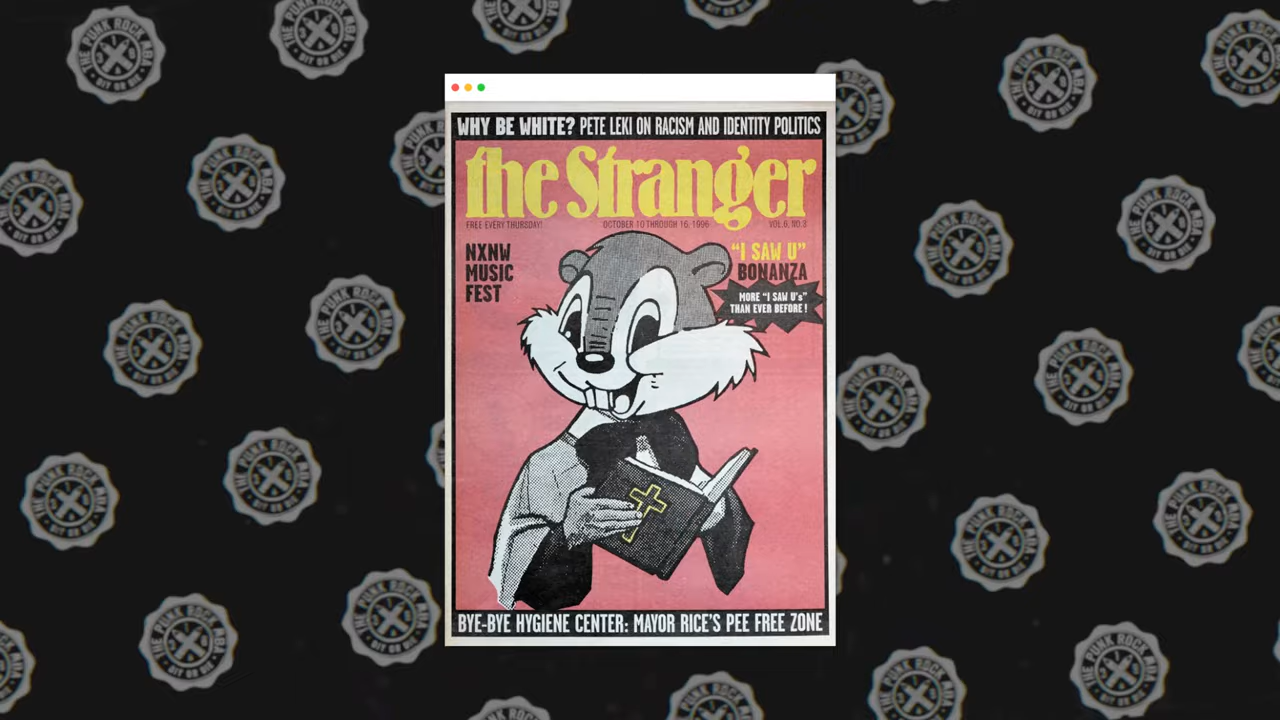 WHY BE WHITE? PETE LEKI ON RACISM AND IDENTITY POLITICS
the Stranger
FREE EVERY THURSDAY! OCTOBER 10 THROUGH 16, 1996 VOL 6, NO. 3
NXNW
MUSIC
FEST
"I SAW U"
BONANZA
MORE "I SAW U's"
THAN EVER BEFORE!
BYE-BYE HYGIENE CENTER: MAYOR RICE'S PEE FREE ZONE
THE PUNK ROCK MBA
BIT OR DIE